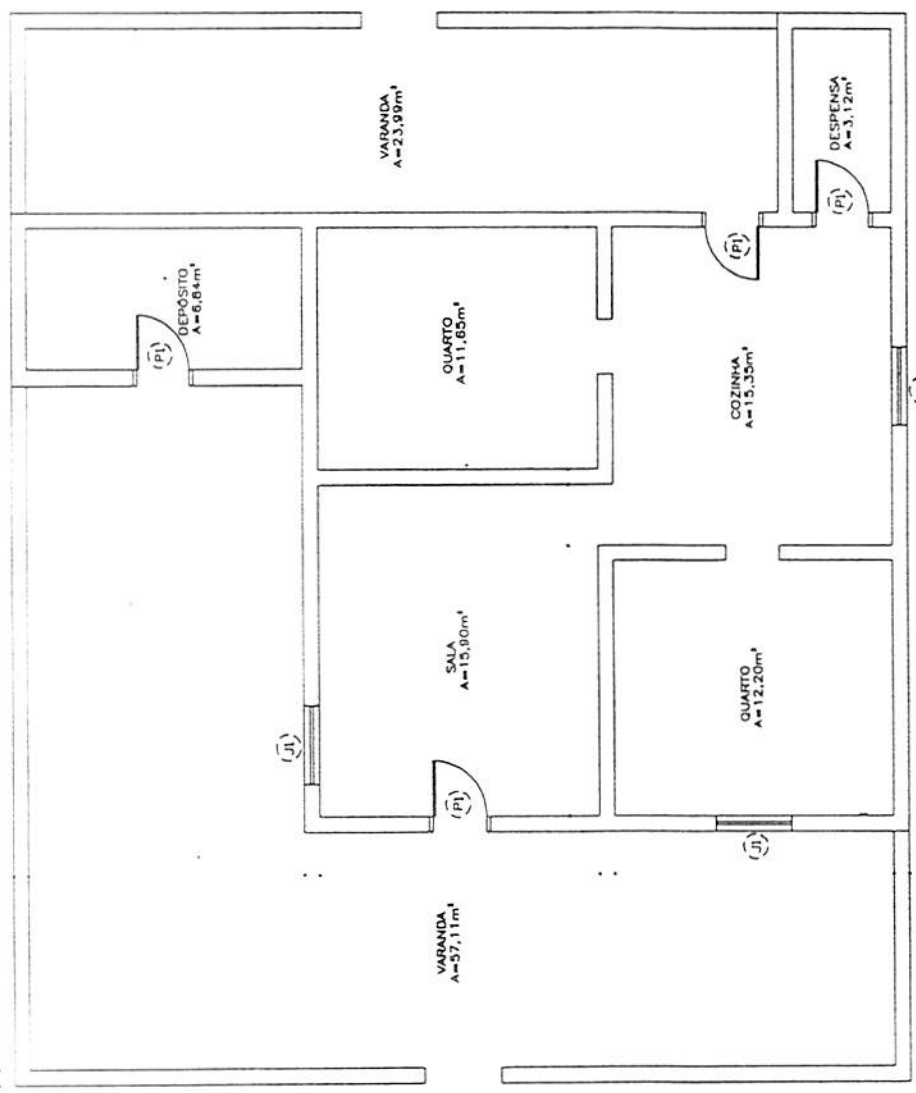 VARANDA
A=23,99m²
DESPENSA
A=3,12m²
(P1)
(P1)
DEPÓSITO
A=6,84m²
(P1)
QUARTO
A=11,65m²
COZINHA
A=15,35m²
SALA
A=15,90m²
(J1)
(P1)
QUARTO
A=12,20m²
(J1)
VARANDA
A=57,11m²